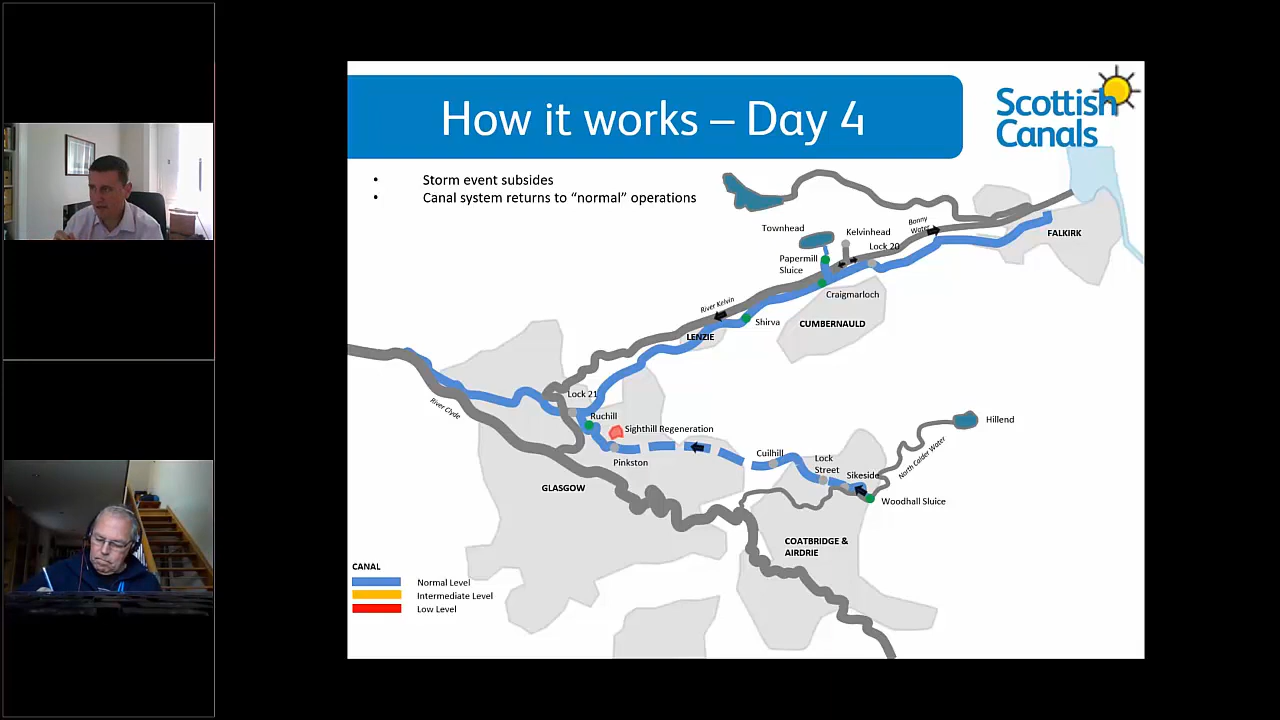 How it works – Day 4
Scottish
Canals
• Storm event subsides
• Canal system returns to “normal” operations
Townhead
Kelvinhead
Bonny
Water
Lock 20
FALKIRK
Papermill
Sluice
Craigmarloch
River Kelvin
Shirva
CUMBERNAULD
LENZIE
Lock 21
River Clyde
Ruchill
Sighthill Regeneration
Hillend
North Calder Water
Pinkston
Cuilhill
Lock
Street
Sikeside
Woodhall Sluice
GLASGOW
COATBRIDGE &
AIRDRIE
CANAL
Normal Level
Intermediate Level
Low Level